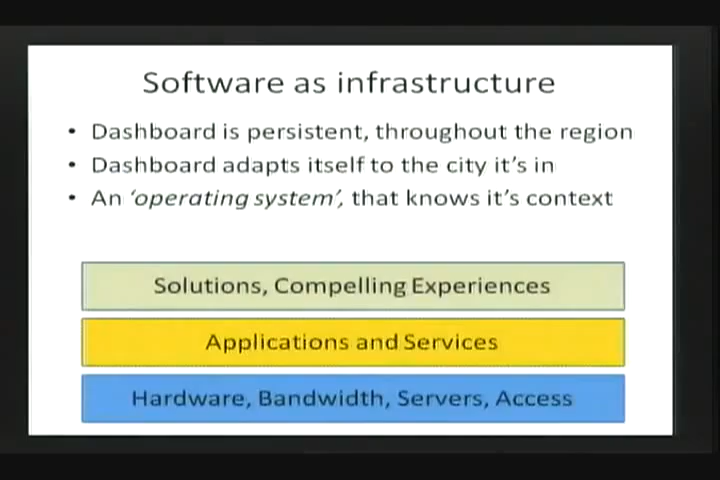 Software as infrastructure
• Dashboard is persistent, throughout the region
• Dashboard adapts itself to the city it's in
• An ‘operating system’, that knows it's context
Solutions, Compelling Experiences
Applications and Services
Hardware, Bandwidth, Servers, Access